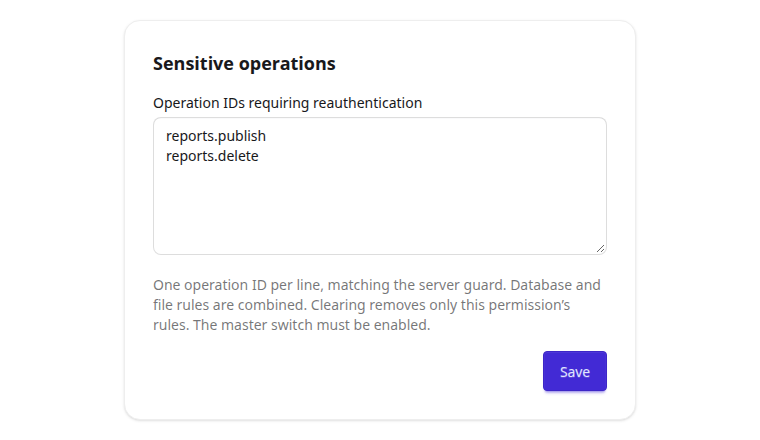 Sensitive operations
Operation IDs requiring reauthentication
reports.publish
reports.delete
One operation ID per line, matching the server guard. Database and
file rules are combined. Clearing removes only this permission’s
rules. The master switch must be enabled.
Save